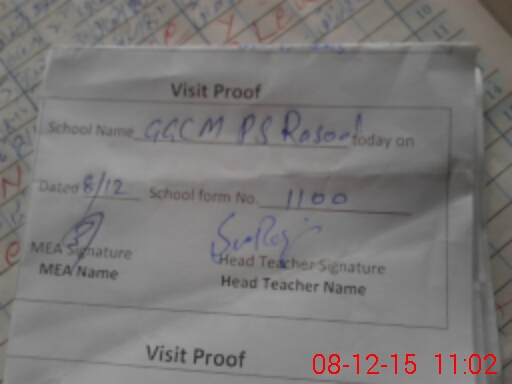 Visit Proof
School Name GGCM PS Rasool today on
Dated 8/12 School form No. 1100
MEA Signature Head Teacher Signature
MEA Name Head Teacher Name
Visit Proof
08-12-15 11:02